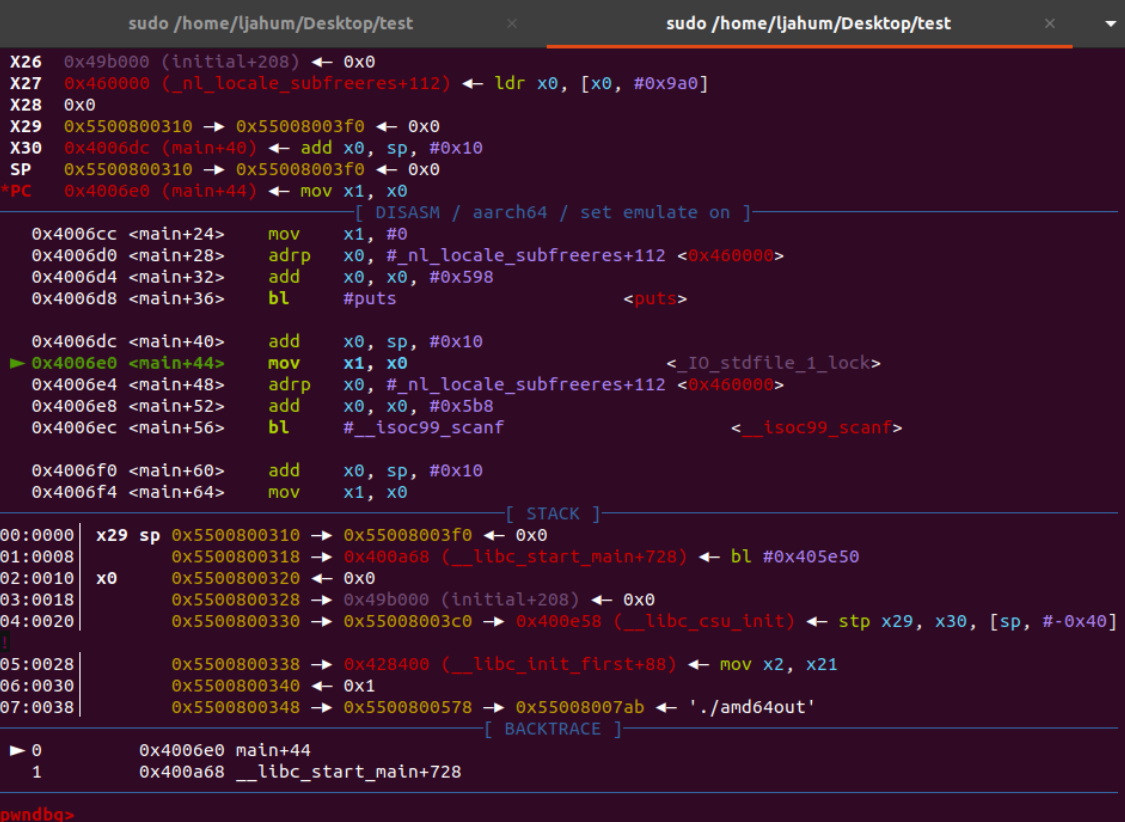 sudo /home/ljahum/Desktop/test × sudo /home/ljahum/Desktop/test ×
X26 0x49b000 (initial+208) ◂— 0x0
X27 0x460000 (_nl_locale_subfreeres+112) ◂— ldr x0, [x0, #0x9a0]
X28 0x0
X29 0x5500800310 —▸ 0x55008003f0 ◂— 0x0
X30 0x4006dc (main+40) ◂— add x0, sp, #0x10
SP 0x5500800310 —▸ 0x55008003f0 ◂— 0x0
*PC 0x4006e0 (main+44) ◂— mov x1, x0
[ DISASM / aarch64 / set emulate on ]
0x4006cc <main+24> mov x1, #0
0x4006d0 <main+28> adrp x0, #_nl_locale_subfreeres+112 <0x460000>
0x4006d4 <main+32> add x0, x0, #0x598
0x4006d8 <main+36> bl #puts <puts>
0x4006dc <main+40> add x0, sp, #0x10
► 0x4006e0 <main+44> mov x1, x0 <_IO_stdfile_1_lock>
0x4006e4 <main+48> adrp x0, #_nl_locale_subfreeres+112 <0x460000>
0x4006e8 <main+52> add x0, x0, #0x5b8
0x4006ec <main+56> bl #__isoc99_scanf <__isoc99_scanf>
0x4006f0 <main+60> add x0, sp, #0x10
0x4006f4 <main+64> mov x1, x0
[ STACK ]
00:0000│ x29 sp 0x5500800310 —▸ 0x55008003f0 ◂— 0x0
01:0008│ 0x5500800318 —▸ 0x400a68 (__libc_start_main+728) ◂— bl #0x405e50
02:0010│ x0 0x5500800320 ◂— 0x0
03:0018│ 0x5500800328 —▸ 0x49b000 (initial+208) ◂— 0x0
04:0020│ 0x5500800330 —▸ 0x55008003c0 —▸ 0x400e58 (__libc_csu_init) ◂— stp x29, x30, [sp, #-0x40]
!
05:0028│ 0x5500800338 —▸ 0x428400 (__libc_init_first+88) ◂— mov x2, x21
06:0030│ 0x5500800340 ◂— 0x1
07:0038│ 0x5500800348 —▸ 0x5500800578 —▸ 0x55008007ab ◂— './amd64out'
[ BACKTRACE ]
► 0 0x4006e0 main+44
1 0x400a68 __libc_start_main+728
pwndbg>